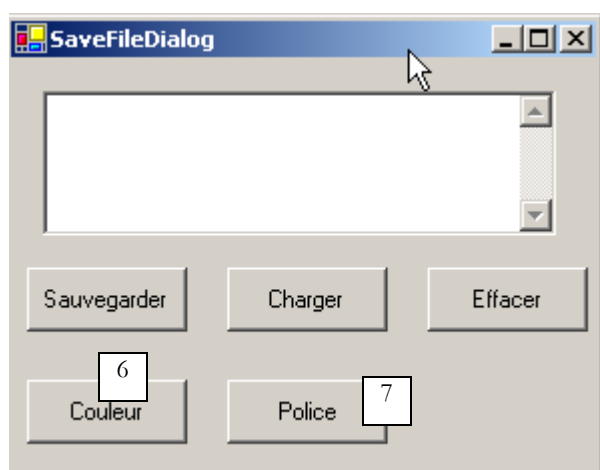 SaveFileDialog
Sauvegarder
Charger
Effacer
6
7
Couleur
Police